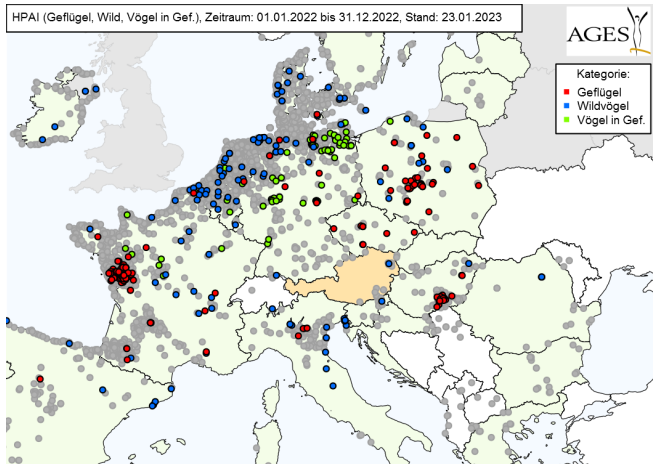 HPAI (Geflügel, Wild, Vögel in Gef.), Zeitraum: 01.01.2022 bis 31.12.2022, Stand: 23.01.2023
AGES
Kategorie:
Geflügel
Wildvögel
Vögel in Gef.